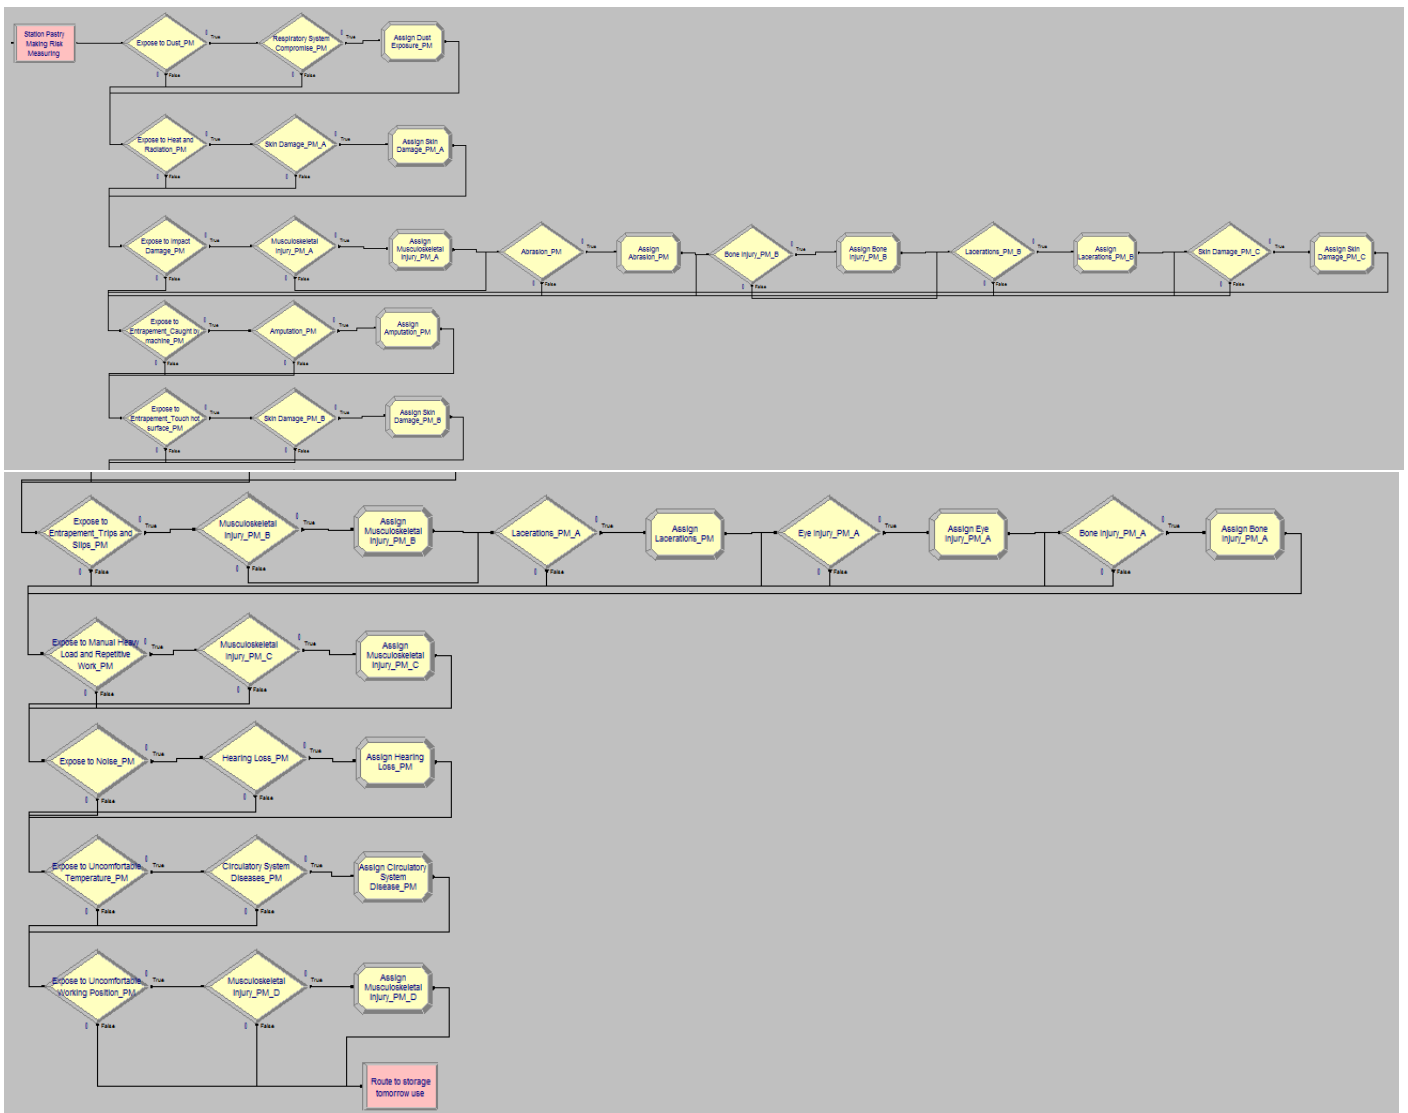 Station Pastry
Making Risk
Measuring
Expose to Dust_PM
True
False
Respiratory System
Compromise_PM
True
False
Assign Dust
Exposure_PM
Expose to Heat and
Radiation_PM
True
False
Skin Damage_PM_A
True
False
Assign Skin
Damage_PM_A
Expose to Impact
Damage_PM
True
False
Musculoskeletal
Injury_PM_A
True
False
Assign
Musculoskeletal
Injury_PM_A
Abrasion_PM
True
False
Assign
Abrasion_PM
Bone Injury_PM_B
True
False
Assign Bone
Injury_PM_B
Lacerations_PM_B
True
False
Assign
Lacerations_PM_B
Skin Damage_PM_C
True
False
Assign Skin
Damage_PM_C
Expose to
Entrapement_Caught by
machine_PM
True
False
Amputation_PM
True
False
Assign
Amputation_PM
Expose to
Entrapement_Touch hot
surface_PM
True
False
Skin Damage_PM_B
True
False
Assign Skin
Damage_PM_B
Expose to
Entrapement_Trips and
Slips_PM
True
False
Musculoskeletal
Injury_PM_B
True
False
Assign
Musculoskeletal
Injury_PM_B
Lacerations_PM_A
True
False
Assign
Lacerations_PM
Eye Injury_PM_A
True
False
Assign Eye
Injury_PM_A
Bone Injury_PM_A
True
False
Assign Bone
Injury_PM_A
Expose to Manual Heavy
Load and Repetitive
Work_PM
True
False
Musculoskeletal
Injury_PM_C
True
False
Assign
Musculoskeletal
Injury_PM_C
Expose to Noise_PM
True
False
Hearing Loss_PM
True
False
Assign Hearing
Loss_PM
Expose to Uncomfortable
Temperature_PM
True
False
Circulatory System
Diseases_PM
True
False
Assign Circulatory
System
Disease_PM
Expose to Uncomfortable
Working Position_PM
True
False
Musculoskeletal
Injury_PM_D
True
False
Assign
Musculoskeletal
Injury_PM_D
Route to storage
tomorrow use